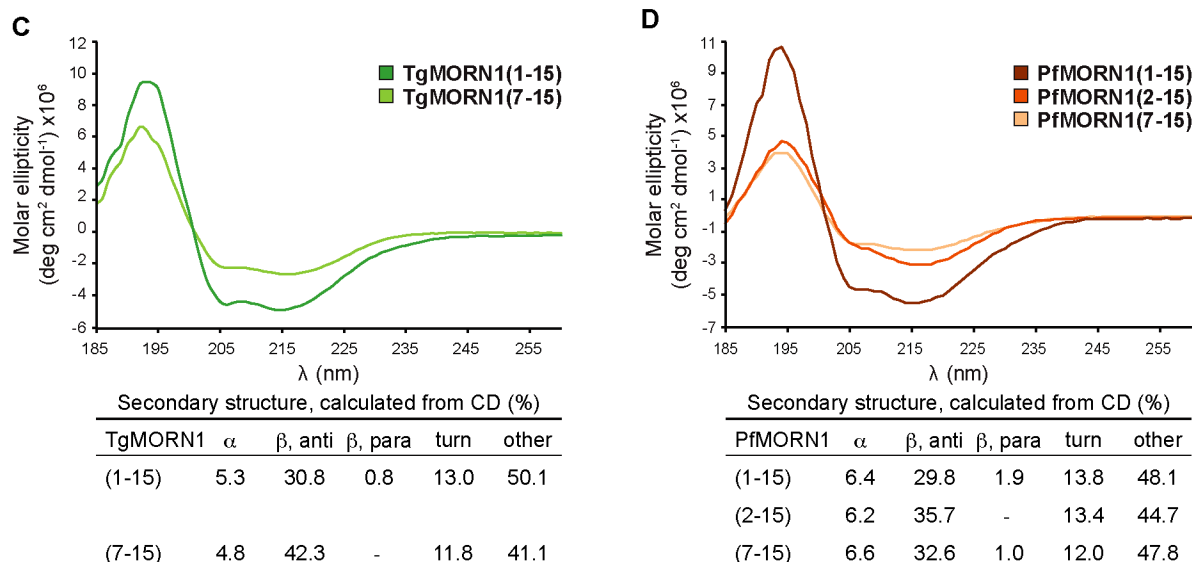 C
Molar ellipticity
(deg cm² dmol⁻¹) x10⁶
10
8
6
4
2
0
-2
-4
-6
185 195 205 215 225 235 245 255
λ (nm)
TgMORN1(1-15)
TgMORN1(7-15)
Secondary structure, calculated from CD (%)
TgMORN1 α β, anti β, para turn other
(1-15) 5.3 30.8 0.8 13.0 50.1
(7-15) 4.8 42.3 - 11.8 41.1
D
Molar ellipticity
(deg cm² dmol⁻¹) x10⁶
11
9
7
5
3
1
-1
-3
-5
-7
185 195 205 215 225 235 245 255
λ (nm)
PfMORN1(1-15)
PfMORN1(2-15)
PfMORN1(7-15)
Secondary structure, calculated from CD (%)
PfMORN1 α β, anti β, para turn other
(1-15) 6.4 29.8 1.9 13.8 48.1
(2-15) 6.2 35.7 - 13.4 44.7
(7-15) 6.6 32.6 1.0 12.0 47.8